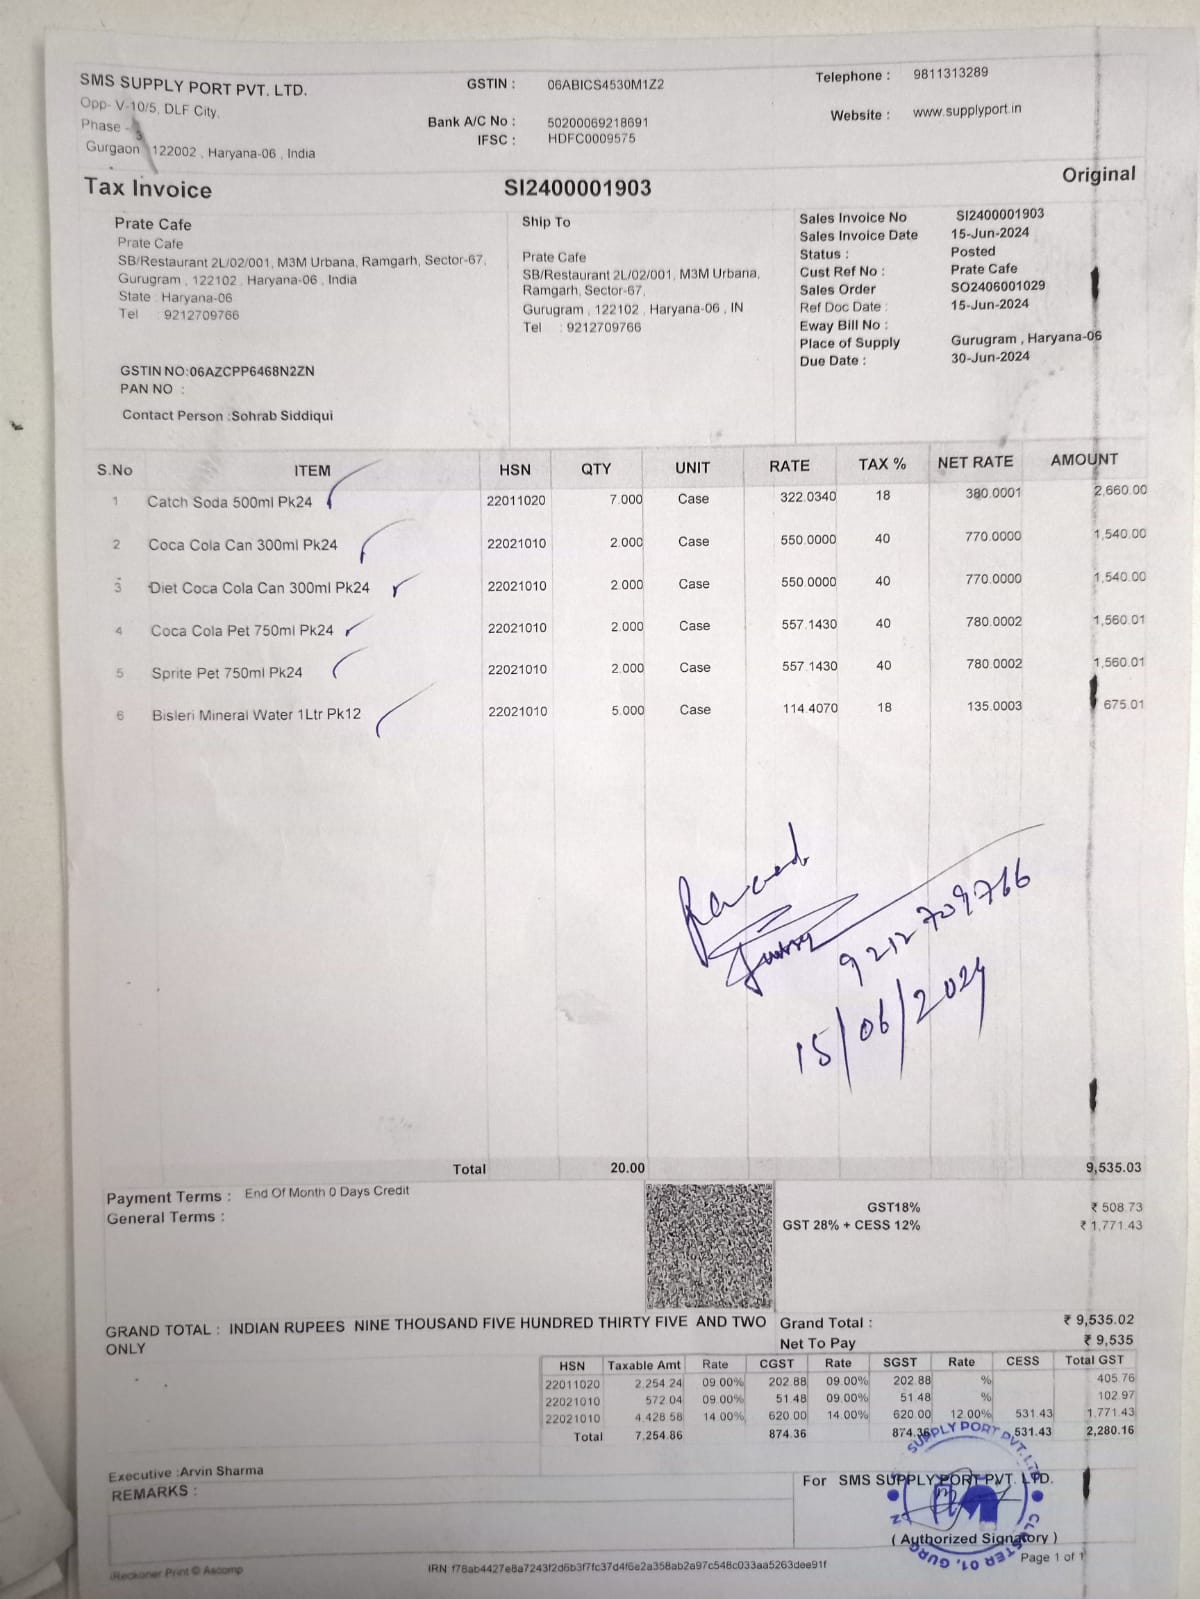 SMS SUPPLY PORT PVT. LTD.
Opp- V-10/5, DLF City,
Phase - 3
Gurgaon 122002 , Haryana-06 , India
GSTIN : 06ABICS4530M1Z2
Bank A/C No : 50200069218691
IFSC : HDFC0009575
Telephone : 9811313289
Website : www.supplyport.in
Tax Invoice SI2400001903 Original
Prate Cafe
Prate Cafe
SB/Restaurant 2L/02/001, M3M Urbana, Ramgarh, Sector-67,
Gurugram , 122102 , Haryana-06 , India
State : Haryana-06
Tel : 9212709766
GSTIN NO:06AZCPP6468N2ZN
PAN NO :
Contact Person :Sohrab Siddiqui
Ship To
Prate Cafe
SB/Restaurant 2L/02/001, M3M Urbana,
Ramgarh, Sector-67,
Gurugram , 122102 , Haryana-06 , IN
Tel : 9212709766
Sales Invoice No SI2400001903
Sales Invoice Date 15-Jun-2024
Status : Posted
Cust Ref No : Prate Cafe
Sales Order SO2406001029
Ref Doc Date : 15-Jun-2024
Eway Bill No :
Place of Supply Gurugram , Haryana-06
Due Date : 30-Jun-2024
S.No ITEM HSN QTY UNIT RATE TAX % NET RATE AMOUNT
1 Catch Soda 500ml Pk24 22011020 7.000 Case 322.0340 18 380.0001 2,660.00
2 Coca Cola Can 300ml Pk24 22021010 2.000 Case 550.0000 40 770.0000 1,540.00
3 Diet Coca Cola Can 300ml Pk24 22021010 2.000 Case 550.0000 40 770.0000 1,540.00
4 Coca Cola Pet 750ml Pk24 22021010 2.000 Case 557.1430 40 780.0002 1,560.01
5 Sprite Pet 750ml Pk24 22021010 2.000 Case 557.1430 40 780.0002 1,560.01
6 Bisleri Mineral Water 1Ltr Pk12 22021010 5.000 Case 114.4070 18 135.0003 675.01
9212709766
15/06/2024
Total 20.00 9,535.03
Payment Terms : End Of Month 0 Days Credit
General Terms :
GST18% ₹ 508.73
GST 28% + CESS 12% ₹ 1,771.43
GRAND TOTAL : INDIAN RUPEES NINE THOUSAND FIVE HUNDRED THIRTY FIVE AND TWO
ONLY
Grand Total : ₹ 9,535.02
Net To Pay ₹ 9,535
HSN Taxable Amt Rate CGST Rate SGST Rate CESS Total GST
22011020 2,254.24 09.00% 202.88 09.00% 202.88 % 405.76
22021010 572.04 09.00% 51.48 09.00% 51.48 % 102.97
22021010 4,428.58 14.00% 620.00 14.00% 620.00 12.00% 531.43 1,771.43
Total 7,254.86 874.36 874.36 531.43 2,280.16
Executive :Arvin Sharma
REMARKS :
For SMS SUPPLY PORT PVT. LTD.
SUPPLY PORT PVT. LTD.
CLUSTER 01, GURG
( Authorized Signatory )
Page 1 of 1
iReckoner Print © Ascomp
IRN f78ab4427e8a7243f2d6b3f7fc37d4f6e2a358ab2a97c548c033aa5263dee91f